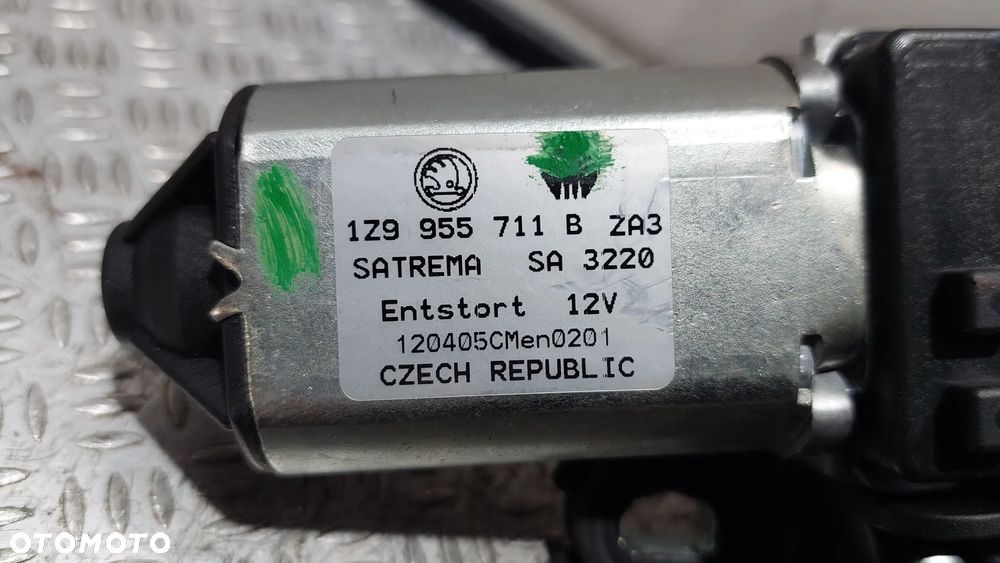 1Z9 955 711 B ZA3
SATREMA SA 3220
Entstort 12V
120405CMen0201
CZECH REPUBLIC
OTOMOTO